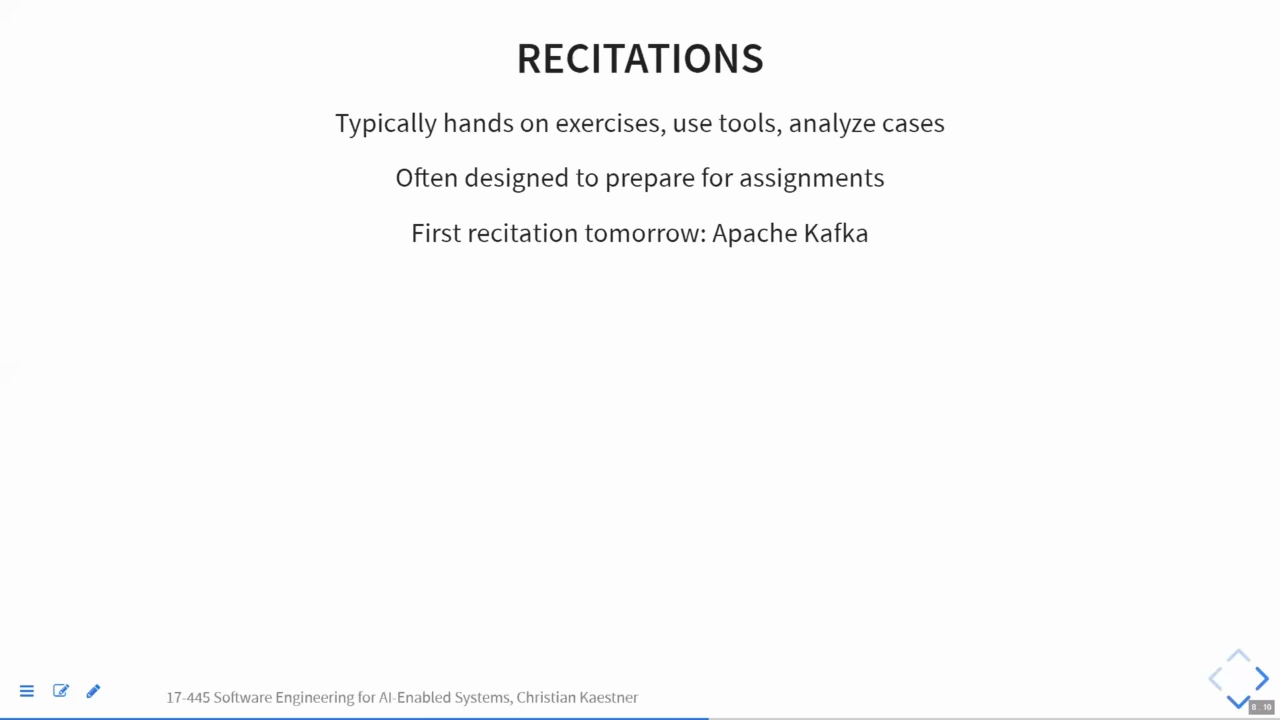 RECITATIONS
Typically hands on exercises, use tools, analyze cases
Often designed to prepare for assignments
First recitation tomorrow: Apache Kafka
17-445 Software Engineering for AI-Enabled Systems, Christian Kaestner